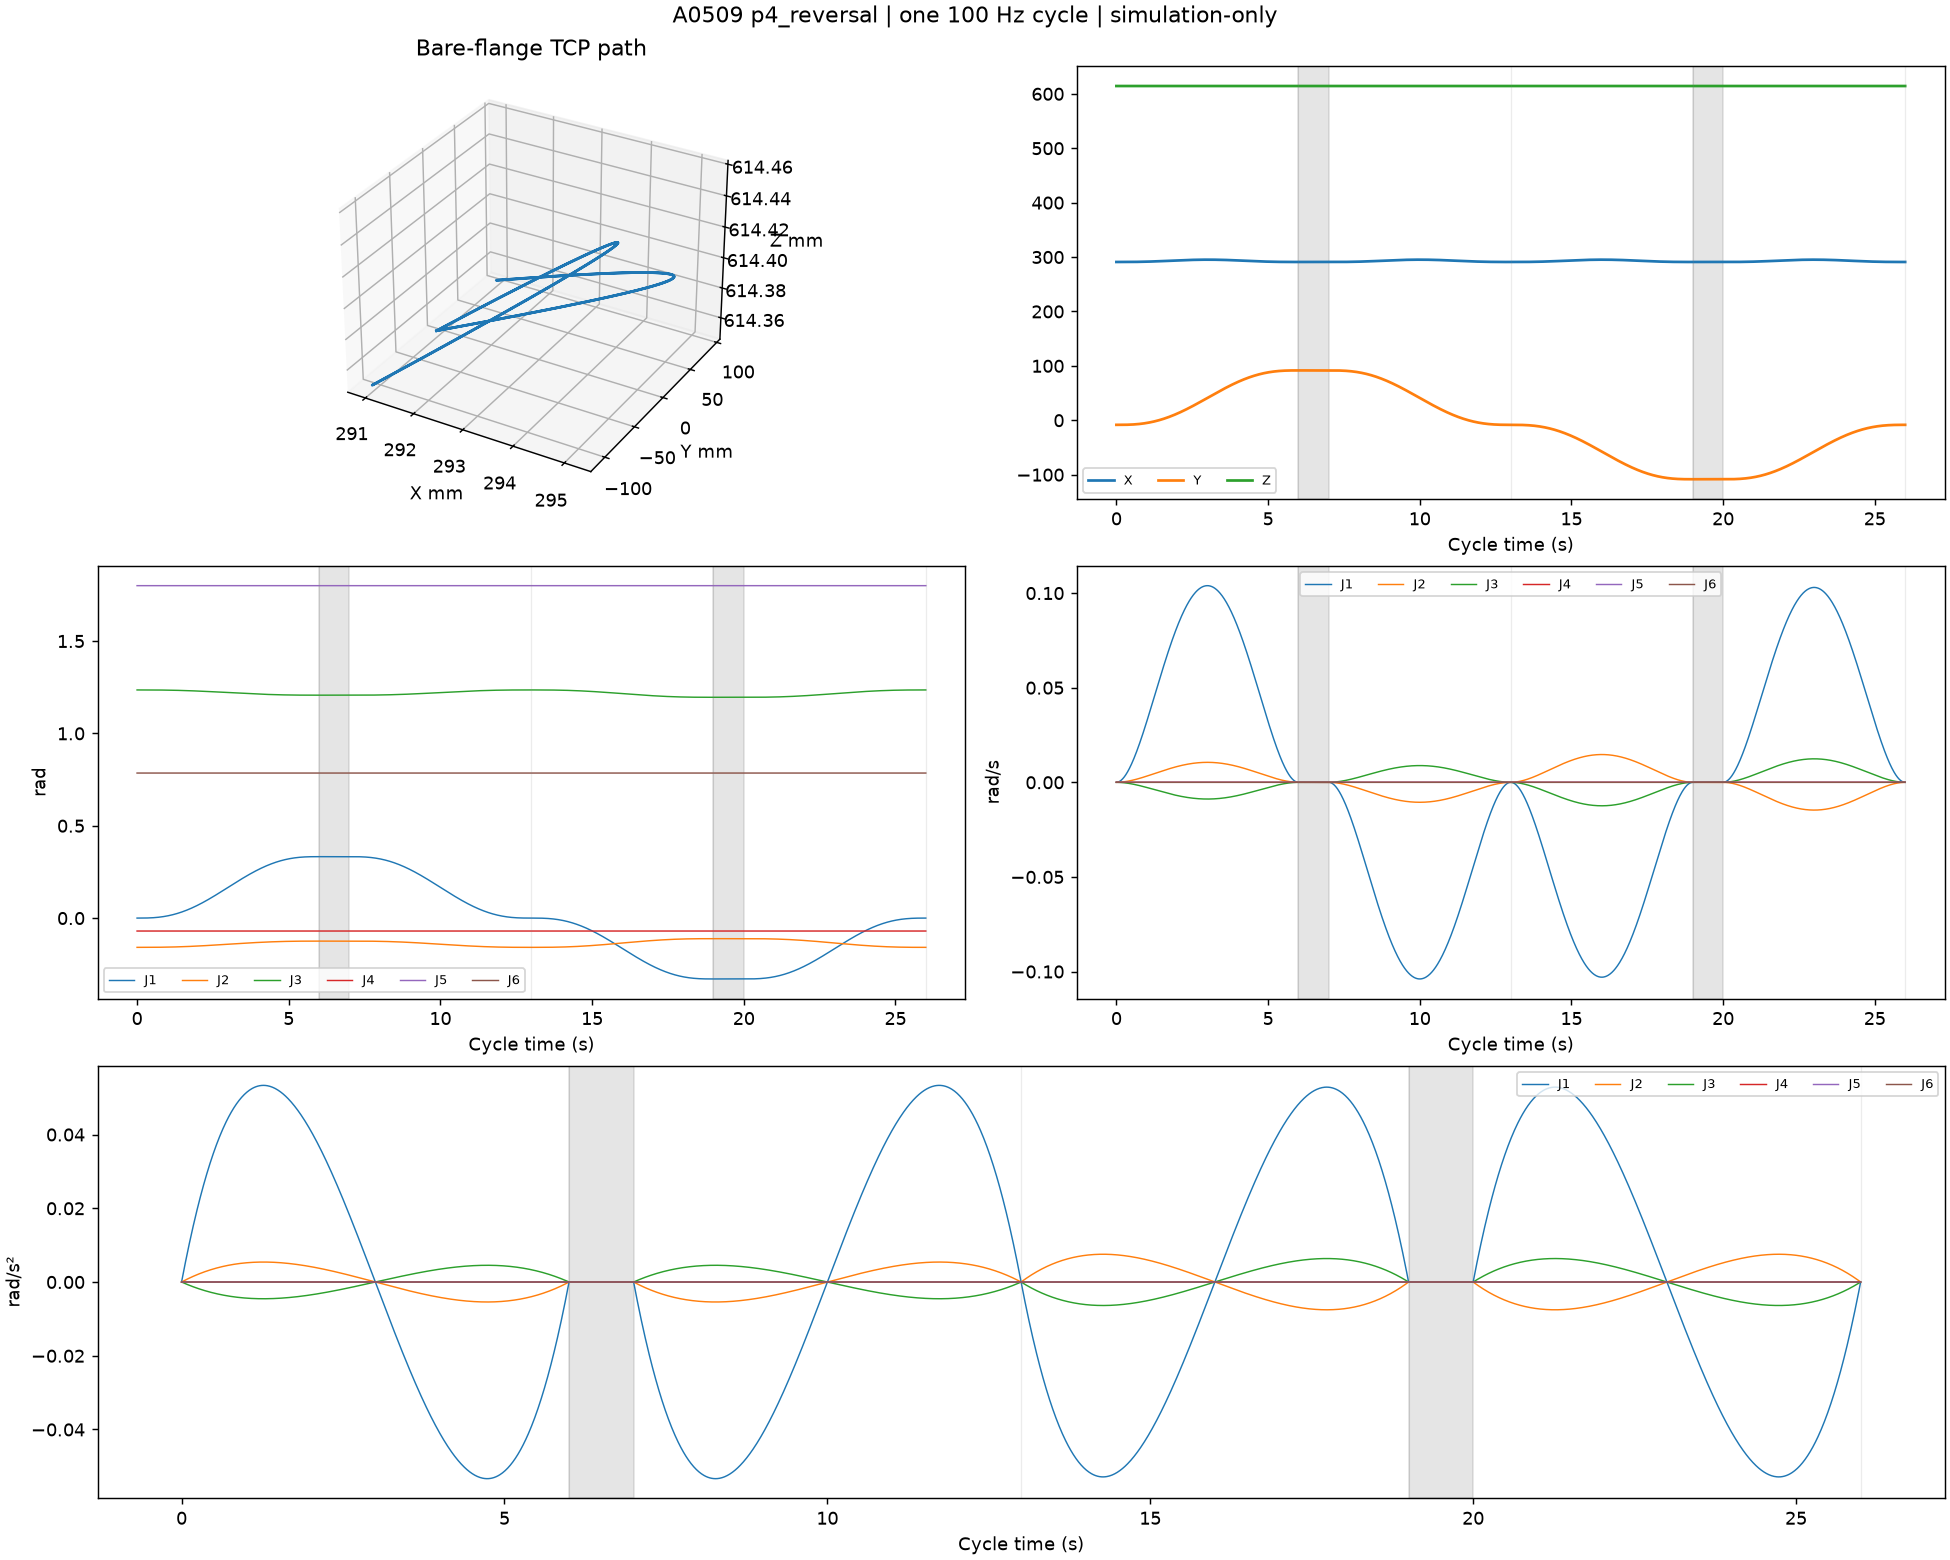 A0509 p4_reversal | one 100 Hz cycle | simulation-only
Bare-flange TCP path
614.46
614.44
614.42
Z mm
614.40
614.38
614.36
100
50
0
−50
−100
Y mm
291
292
293
294
295
X mm
600
500
400
300
200
100
0
−100
X Y Z
0 5 10 15 20 25
Cycle time (s)
rad
1.5
1.0
0.5
0.0
J1 J2 J3 J4 J5 J6
0 5 10 15 20 25
Cycle time (s)
rad/s
J1 J2 J3 J4 J5 J6
0.10
0.05
0.00
−0.05
−0.10
0 5 10 15 20 25
Cycle time (s)
rad/s²
J1 J2 J3 J4 J5 J6
0.04
0.02
0.00
−0.02
−0.04
0 5 10 15 20 25
Cycle time (s)